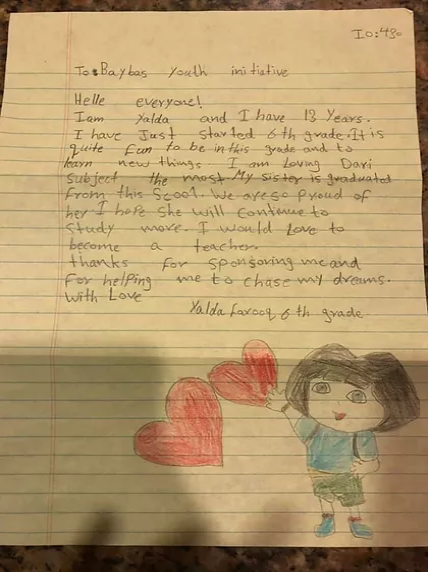 ID:480
To: Baybas youth initiative
Helle everyone!
I am Yalda and I have 13 Years.
I have Just started 6th grade. It is
quite fun to be in this grade and to
learn new things I am Loving Dari
Subject the most. My sister is graduated
from this Scool. We are so proud of
her I hope She will continue to
Study more. I would Love to
become a teacher.
thanks for sponsoring me and
for helping me to chase my dreams.
With Love
Yalda farooq 6th grade